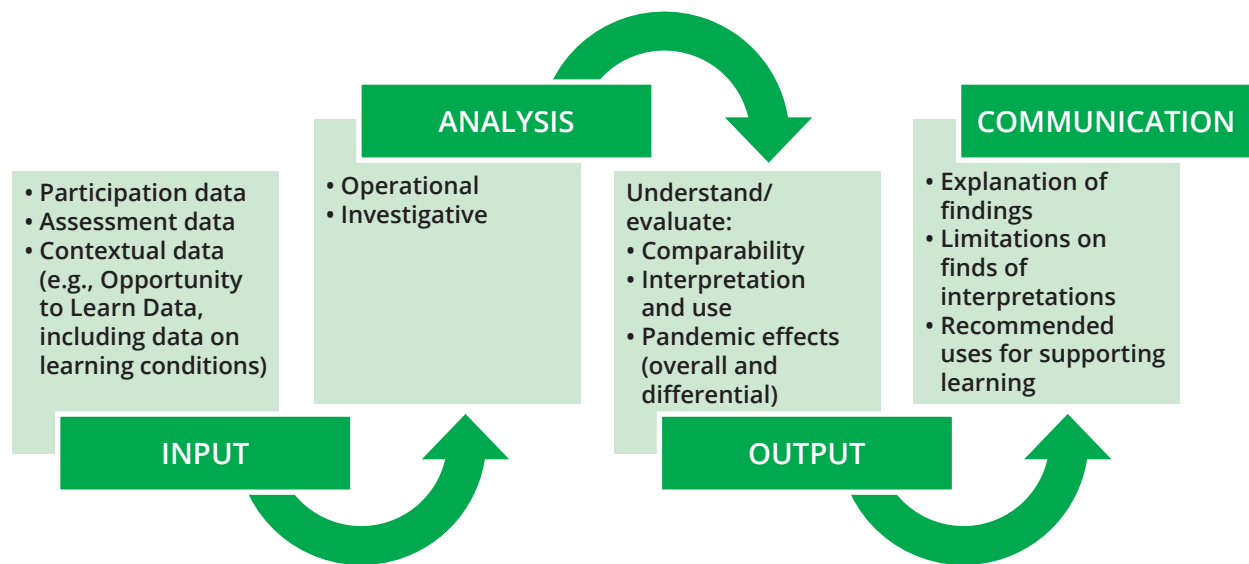 • Participation data
• Assessment data
• Contextual data
(e.g., Opportunity
to Learn Data,
including data on
learning conditions)
INPUT
ANALYSIS
• Operational
• Investigative
Understand/
evaluate:
• Comparability
• Interpretation
and use
• Pandemic effects
(overall and
differential)
OUTPUT
COMMUNICATION
• Explanation of
findings
• Limitations on
finds of
interpretations
• Recommended
uses for supporting
learning